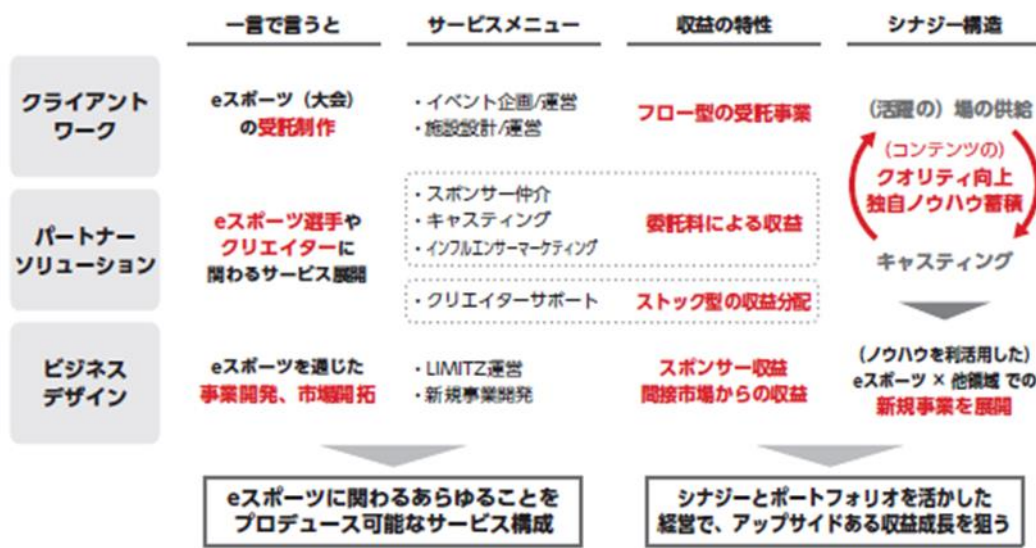 一言で言うと
サービスメニュー
収益の特性
シナジー構造
クライアント
ワーク
eスポーツ（大会）
の受託制作
・イベント企画/運営
・施設設計/運営
フロー型の受託事業
（活躍の）場の供給
（コンテンツの）
クオリティ向上
独自ノウハウ蓄積
キャスティング
パートナー
ソリューション
eスポーツ選手や
クリエイターに
関わるサービス展開
・スポンサー仲介
・キャスティング
・インフルエンサーマーケティング
委託料による収益
・クリエイターサポート
ストック型の収益分配
ビジネス
デザイン
eスポーツを通じた
事業開発、市場開拓
・LIMITZ運営
・新規事業開発
スポンサー収益
間接市場からの収益
（ノウハウを利活用した）
eスポーツ × 他領域 での
新規事業を展開
eスポーツに関わるあらゆることを
プロデュース可能なサービス構成
シナジーとポートフォリオを活かした
経営で、アップサイドある収益成長を狙う